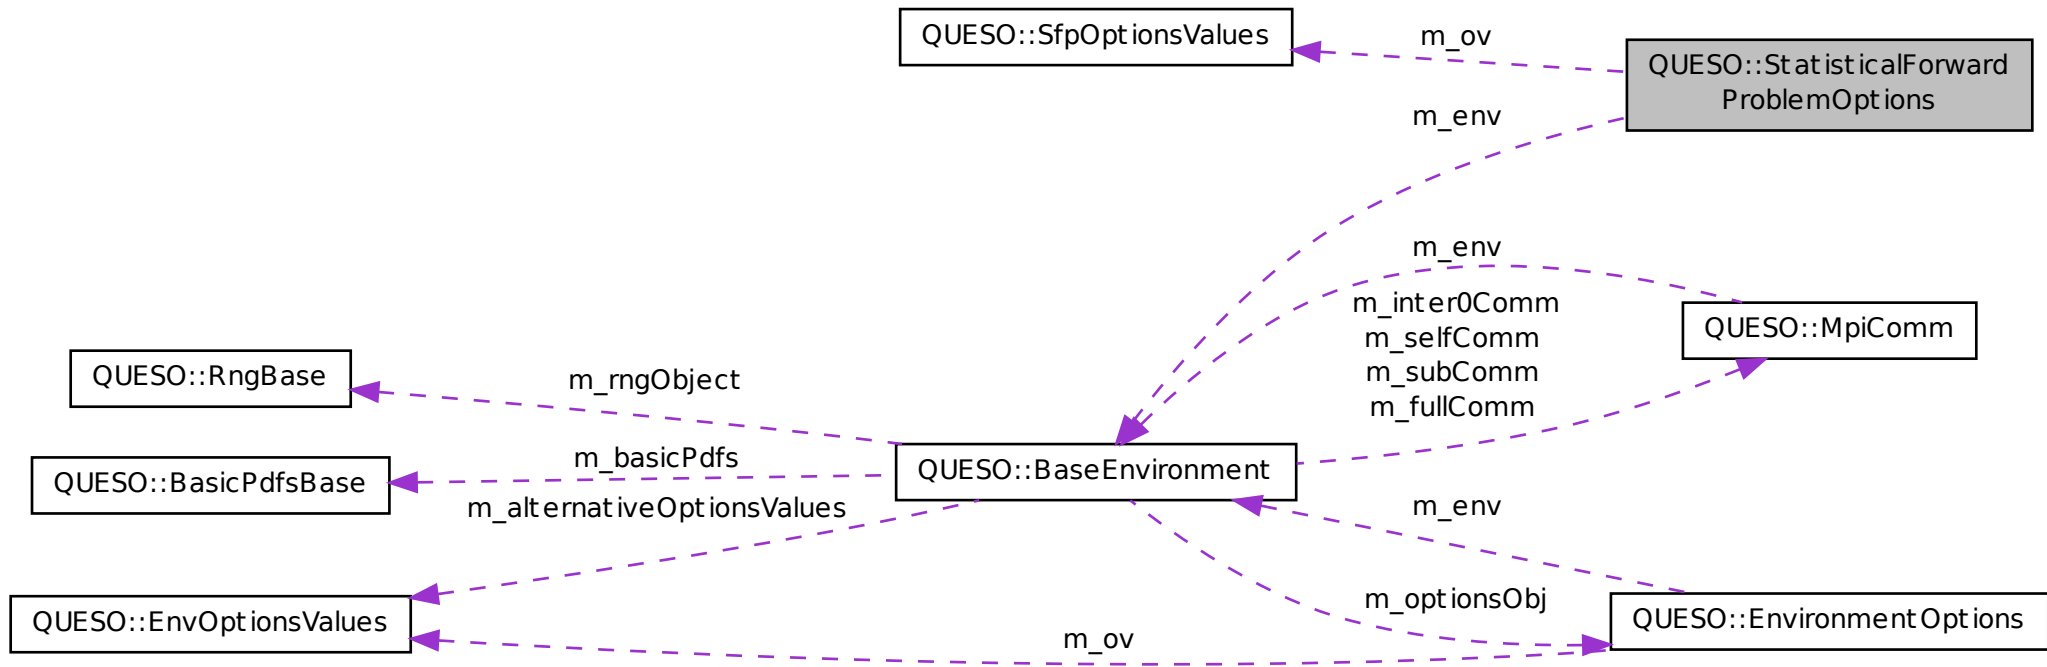 QUESO::SfpOptionsValues
m_ov
QUESO::StatisticalForward
ProblemOptions
m_env
m_env
m_inter0Comm
m_selfComm
m_subComm
m_fullComm
QUESO::MpiComm
QUESO::RngBase
m_rngObject
m_basicPdfs
QUESO::BasicPdfsBase
QUESO::BaseEnvironment
m_alternativeOptionsValues
m_env
m_optionsObj
QUESO::EnvOptionsValues
QUESO::EnvironmentOptions
m_ov